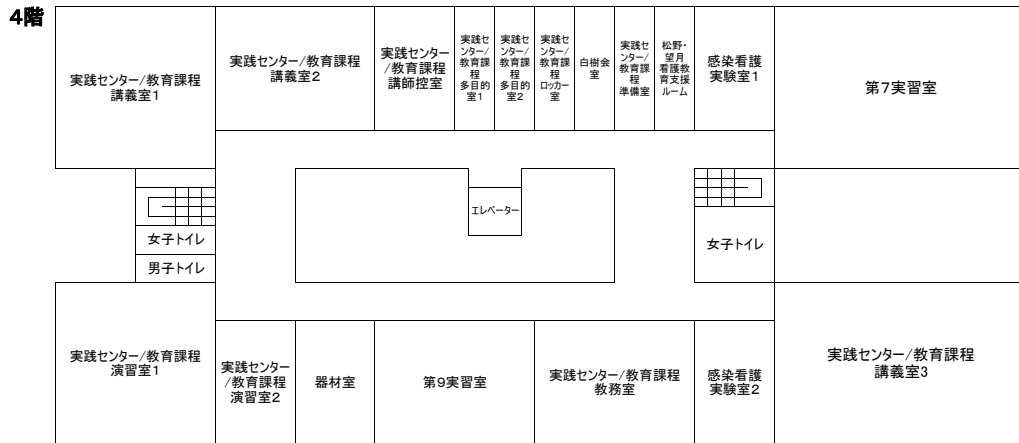 4階
実践センター/教育課程
講義室1
実践センター/教育課程
講義室2
実践センター
/教育課程
講師控室
実践セ
ンター/
教育課
程
多目的
室1
実践セ
ンター/
教育課
程
多目的
室2
実践セ
ンター/
教育課
程
ロッカー
室
白樹会
室
実践セ
ンター/
教育課
程
準備室
松野・
望月
看護教
育支援
ルーム
感染看護
実験室1
第7実習室
エレベーター
女子トイレ
男子トイレ
女子トイレ
実践センター/教育課程
演習室1
実践センター
/教育課程
演習室2
器材室
第9実習室
実践センター/教育課程
教務室
感染看護
実験室2
実践センター/教育課程
講義室3